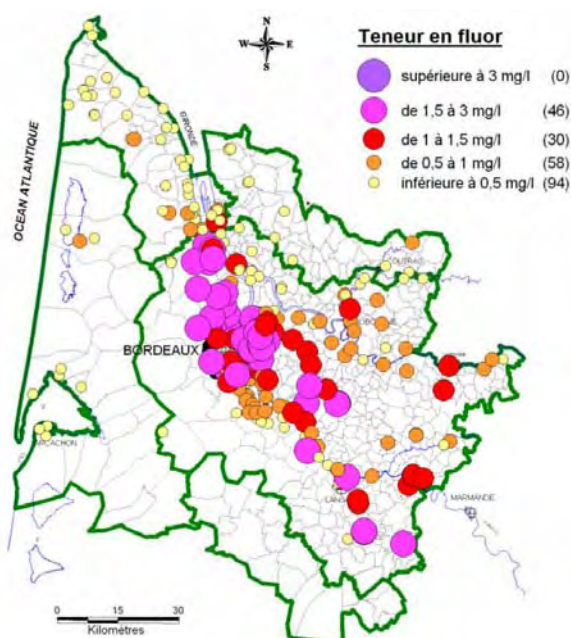 Teneur en fluor
supérieure à 3 mg/l (0)
de 1,5 à 3 mg/l (46)
de 1 à 1,5 mg/l (30)
de 0,5 à 1 mg/l (58)
inférieure à 0,5 mg/l (94)
N
W E
S
OCEAN ATLANTIQUE
GIRONDE
BORDEAUX
MARMANDE
0 15 30
Kilomètres